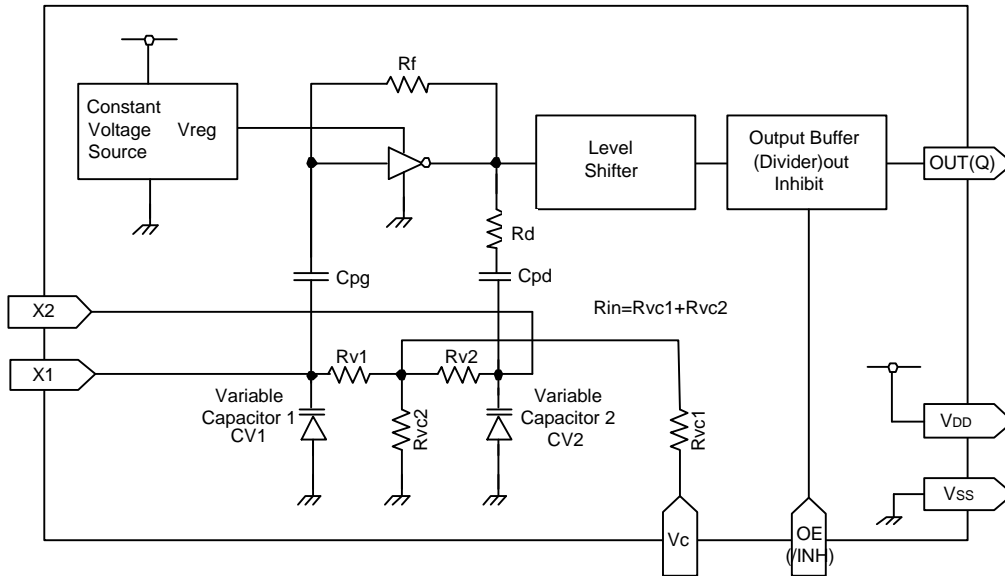 Rf
Constant
Voltage Vreg
Source
Level
Shifter
Output Buffer
(Divider)out
Inhibit
OUT(Q)
Rd
Cpg
Cpd
X2
Rin=Rvc1+Rvc2
X1
Rv1
Rv2
Variable
Capacitor 1
CV1
Rvc2
Variable
Capacitor 2
CV2
Rvc1
VDD
VSS
Vc
OE
(/INH)